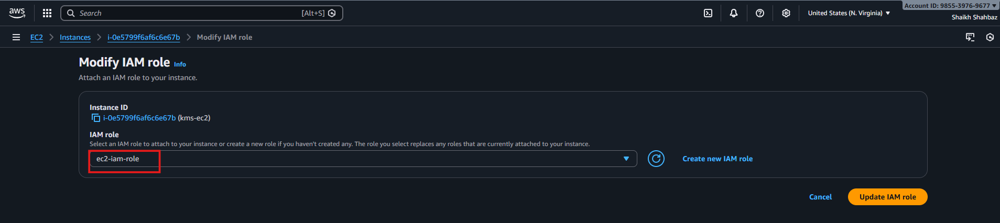 aws Search [Alt+S] United States (N. Virginia) Account ID: 9855-3976-9677
Shaikh Shahbaz
EC2 Instances i-0e5799f6af6c6e67b Modify IAM role
Modify IAM role Info
Attach an IAM role to your instance.
Instance ID
i-0e5799f6af6c6e67b (kms-ec2)
IAM role
Select an IAM role to attach to your instance or create a new role if you haven't created any. The role you select replaces any roles that are currently attached to your instance.
ec2-iam-role Create new IAM role
Cancel Update IAM role